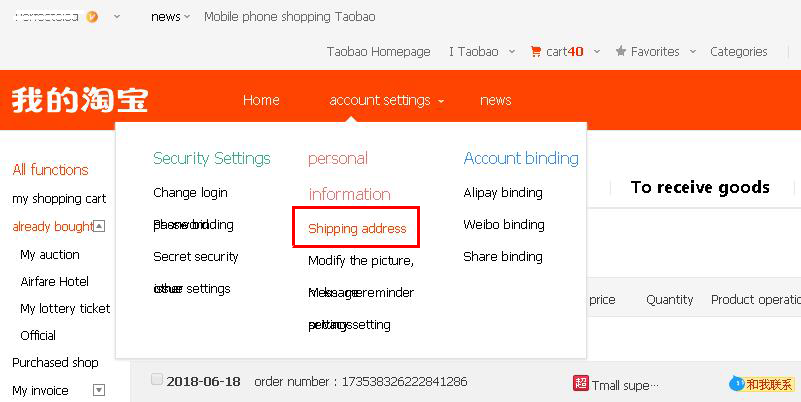 news
Mobile phone shopping Taobao
Taobao Homepage I Taobao cart40 Favorites Categories
我的淘宝 Home account settings news
All functions
my shopping cart
already bought
My auction
Airfare Hotel
My lottery ticket
Official
Purchased shop
My invoice
Security Settings
Change login
Phone binding
Secret security
other settings
personal
information
Shipping address
Modify the picture,
Message reminder
privacy setting
Account binding
Alipay binding
Weibo binding
Share binding
To receive goods
price Quantity Product operatio
2018-06-18 order number : 173538326222841286 超 Tmall supe··· 和我联系